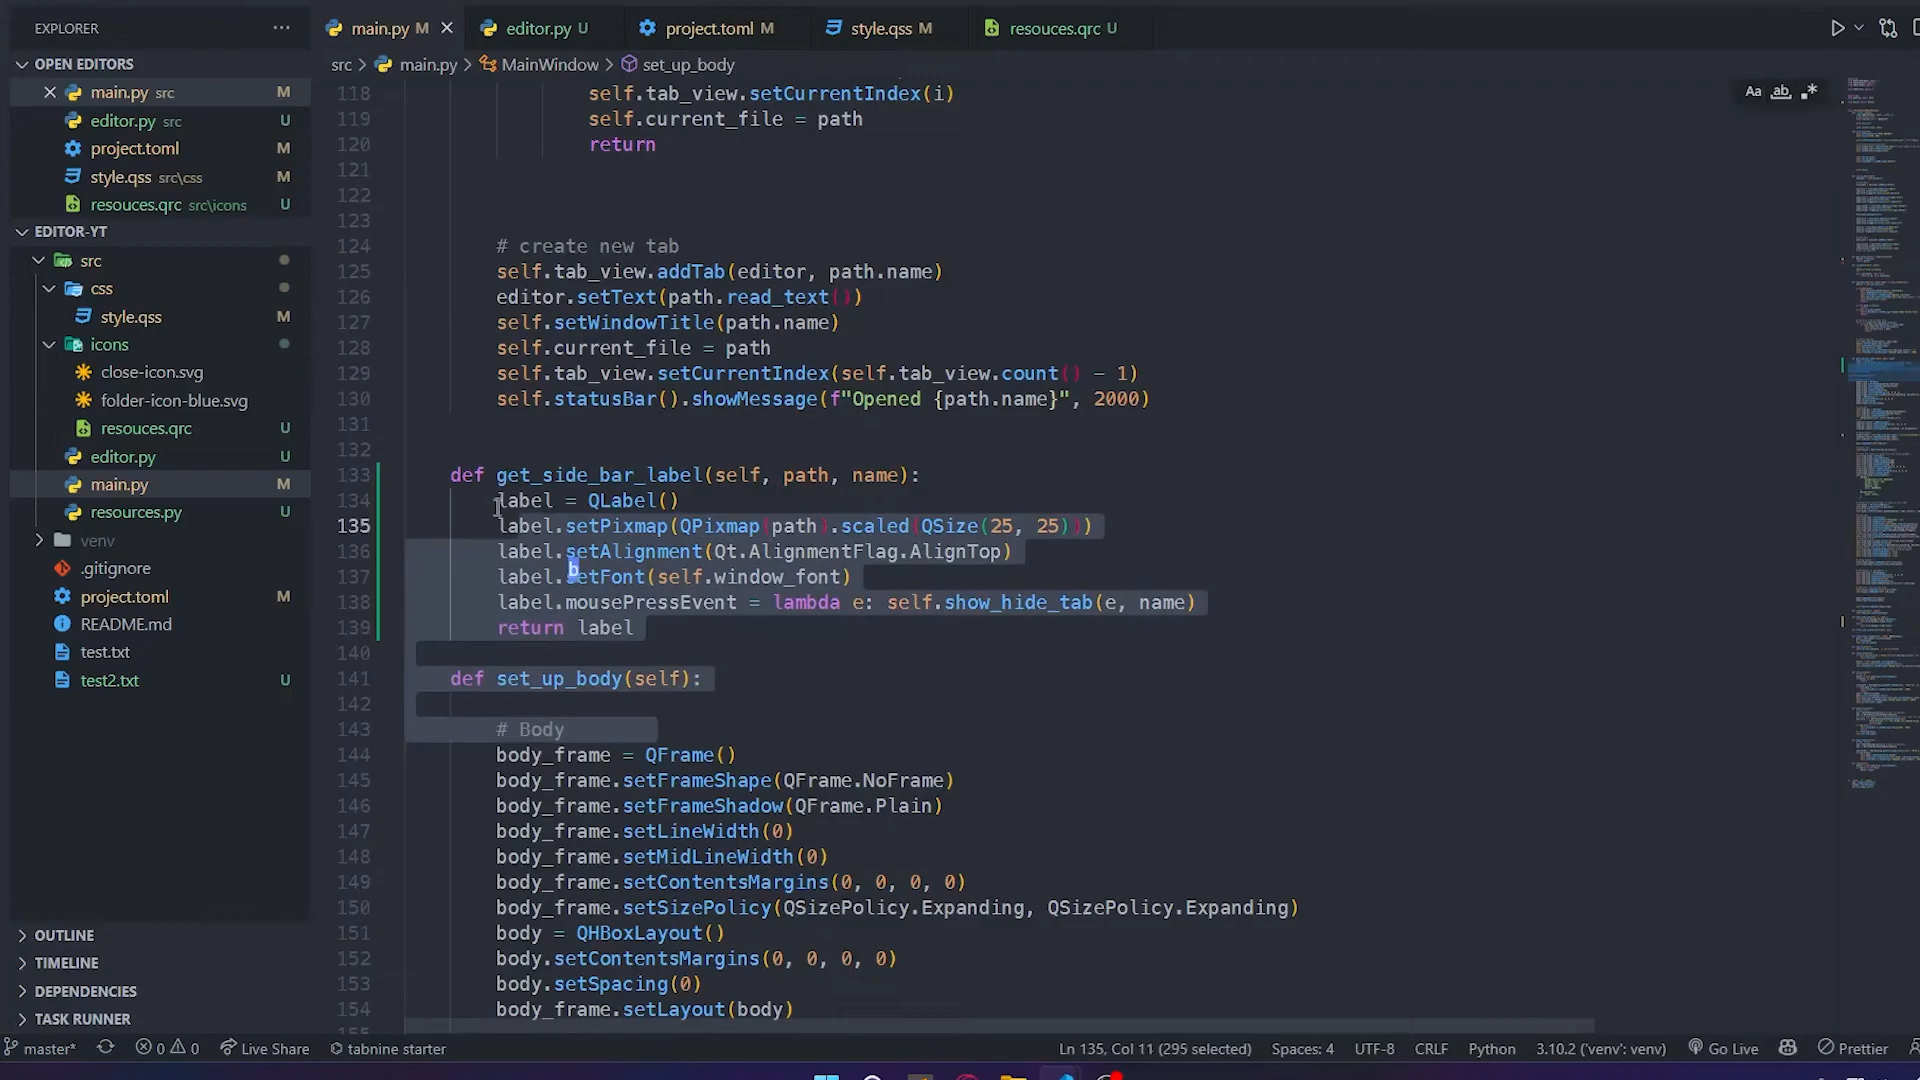 EXPLORER ···
OPEN EDITORS
main.py src M
editor.py src U
project.toml M
style.qss src\css M
resouces.qrc src\icons U
EDITOR-YT
src
css
style.qss M
icons
close-icon.svg
folder-icon-blue.svg
resouces.qrc U
editor.py U
main.py M
resources.py U
venv
.gitignore
project.toml M
README.md
test.txt
test2.txt U
OUTLINE
TIMELINE
DEPENDENCIES
TASK RUNNER
main.py M editor.py U project.toml M style.qss M resouces.qrc U
src > main.py > MainWindow > set_up_body
Aa ab .*
118 self.tab_view.setCurrentIndex(i)
119 self.current_file = path
120 return
121
122
123
124 # create new tab
125 self.tab_view.addTab(editor, path.name)
126 editor.setText(path.read_text())
127 self.setWindowTitle(path.name)
128 self.current_file = path
129 self.tab_view.setCurrentIndex(self.tab_view.count() - 1)
130 self.statusBar().showMessage(f"Opened {path.name}", 2000)
131
132
133 def get_side_bar_label(self, path, name):
134 label = QLabel()
135 label.setPixmap(QPixmap(path).scaled(QSize(25, 25)))
136 label.setAlignment(Qt.AlignmentFlag.AlignTop)
137 label.setFont(self.window_font)
138 label.mousePressEvent = lambda e: self.show_hide_tab(e, name)
139 return label
140
141 def set_up_body(self):
142
143 # Body
144 body_frame = QFrame()
145 body_frame.setFrameShape(QFrame.NoFrame)
146 body_frame.setFrameShadow(QFrame.Plain)
147 body_frame.setLineWidth(0)
148 body_frame.setMidLineWidth(0)
149 body_frame.setContentsMargins(0, 0, 0, 0)
150 body_frame.setSizePolicy(QSizePolicy.Expanding, QSizePolicy.Expanding)
151 body = QHBoxLayout()
152 body.setContentsMargins(0, 0, 0, 0)
153 body.setSpacing(0)
154 body_frame.setLayout(body)
master* 0 0 Live Share tabnine starter Ln 135, Col 11 (295 selected) Spaces: 4 UTF-8 CRLF Python 3.10.2 ('venv': venv) Go Live Prettier